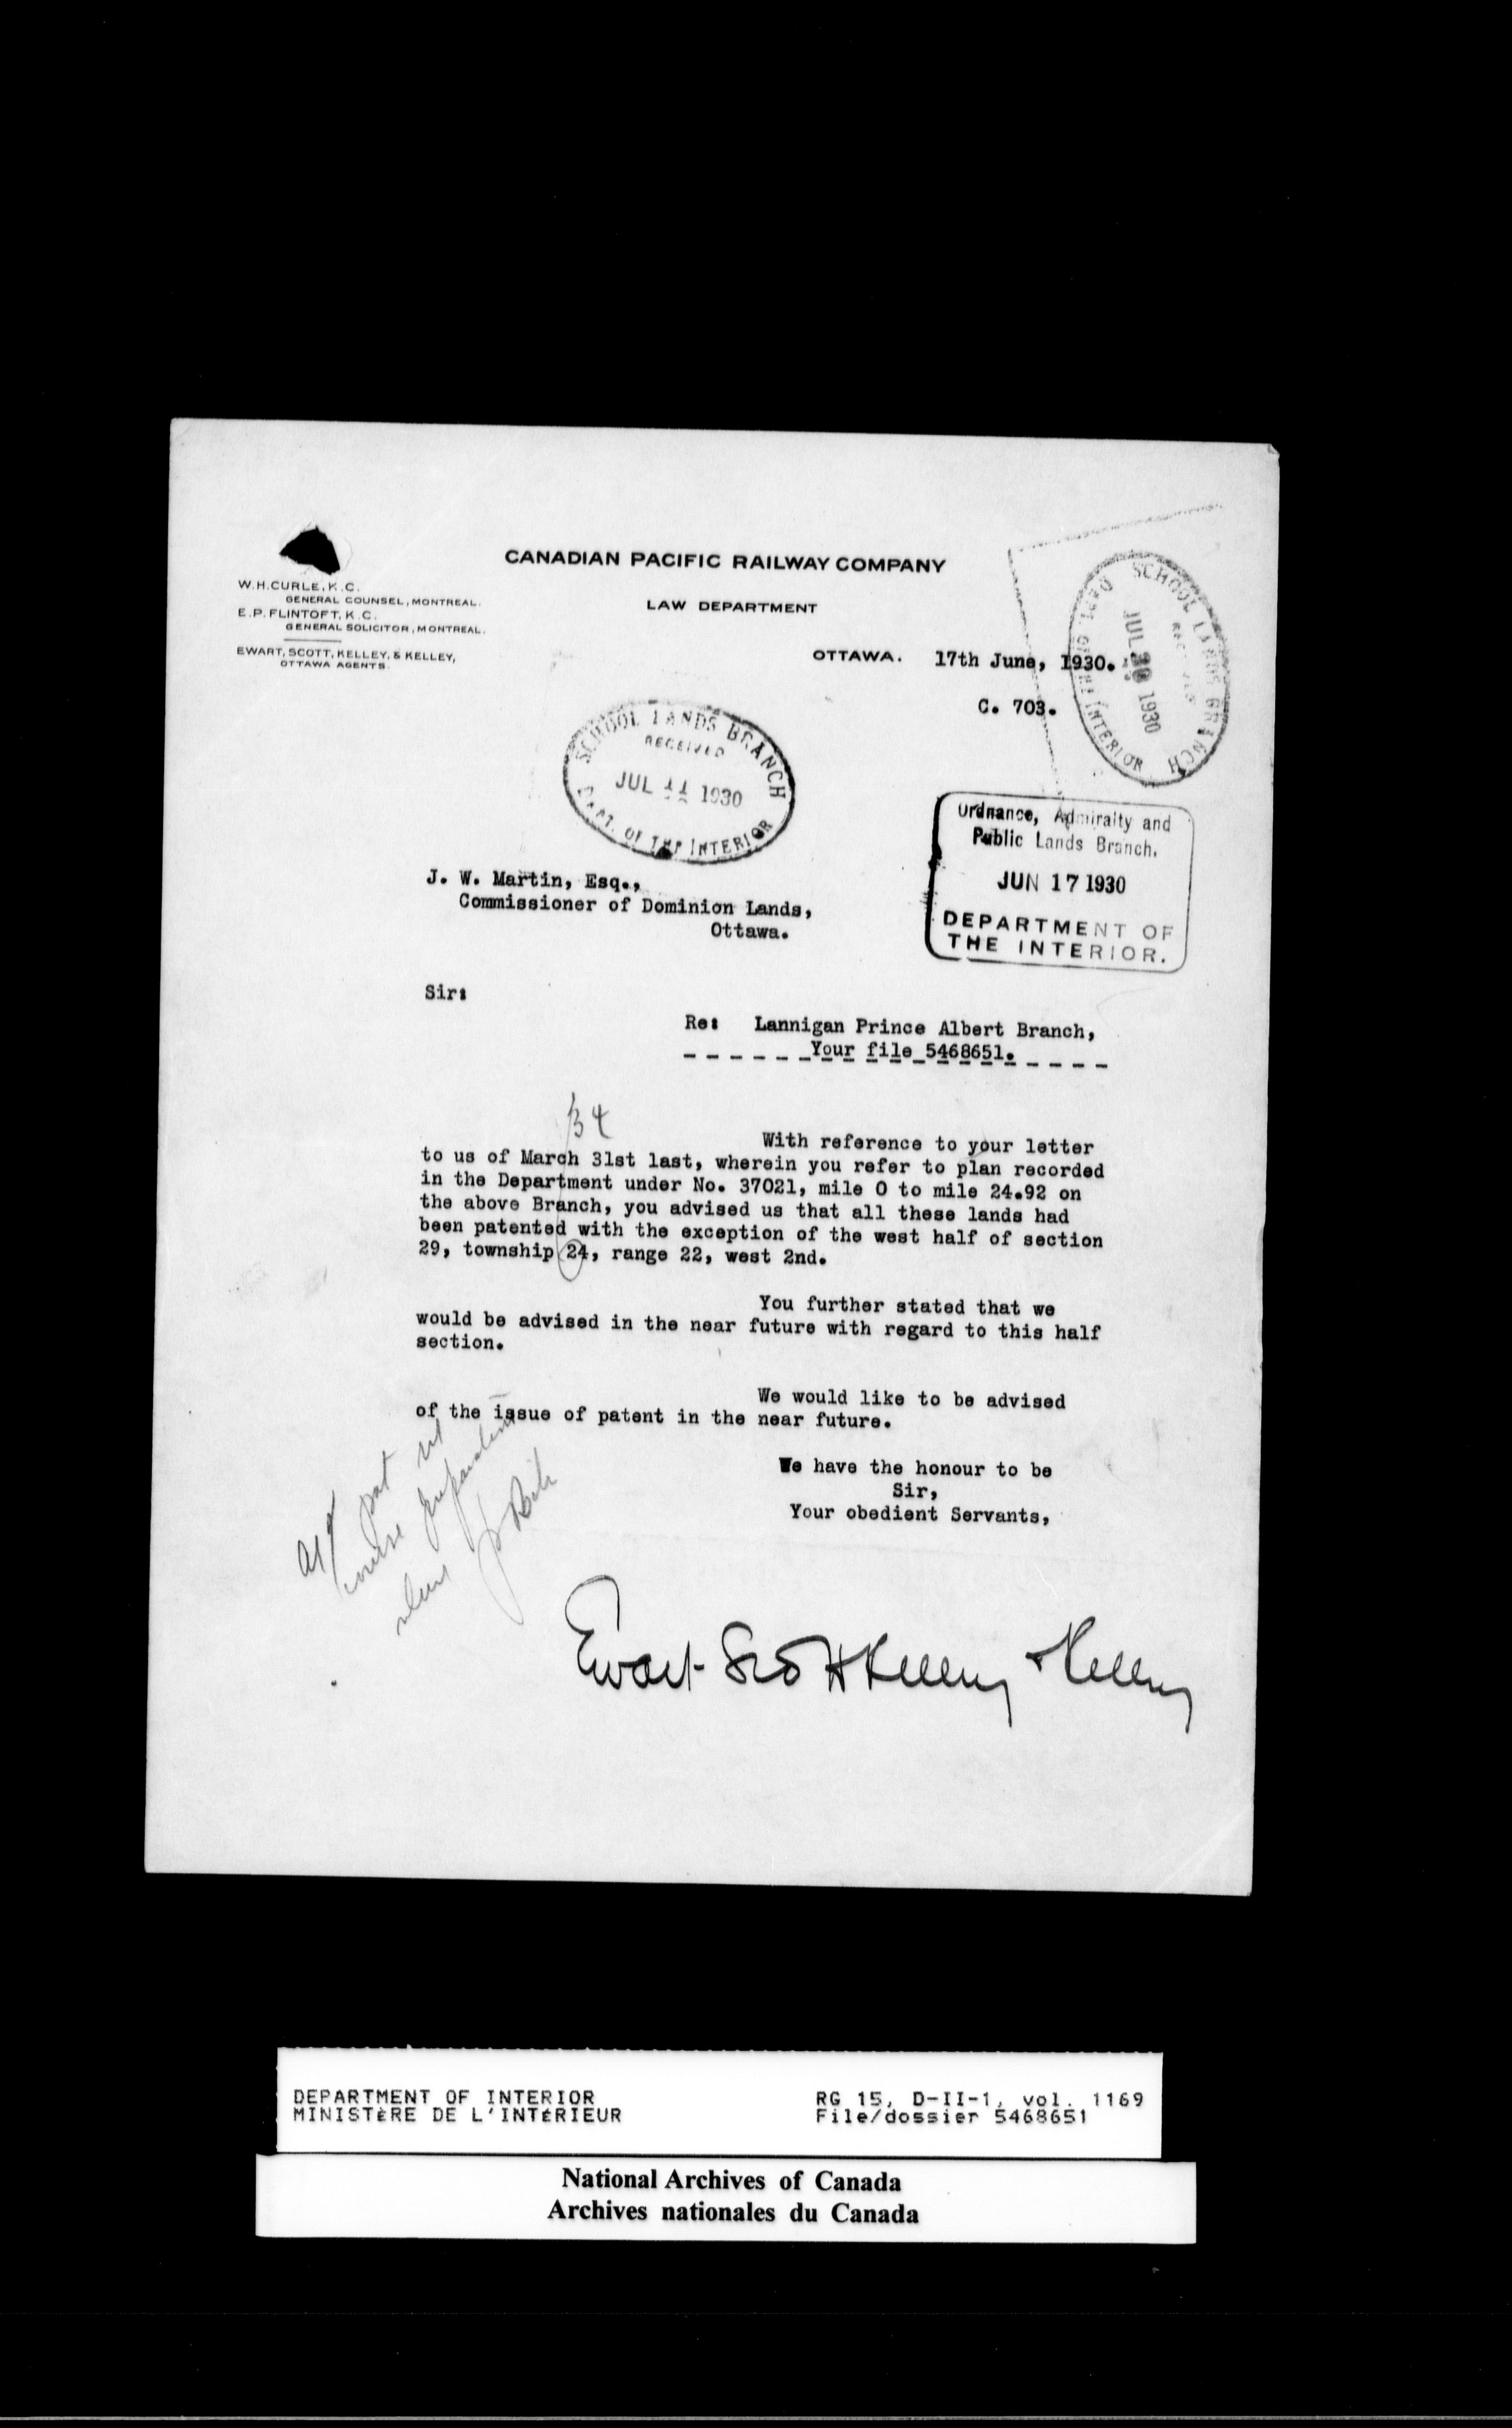 CANADIAN PACIFIC RAILWAY COMPANY
LAW DEPARTMENT
W.H.CURLE, K.C.
GENERAL COUNSEL, MONTREAL.
E.P. FLINTOFT, K.C.
GENERAL SOLICITOR, MONTREAL.
EWART, SCOTT, KELLEY, & KELLEY,
OTTAWA AGENTS.
OTTAWA. 17th June, 1930.
C. 703.
SCHOOL LANDS BRANCH
RECEIVED
JUL 30 1930
DEPT. OF THE INTERIOR
SCHOOL LANDS BRANCH
RECEIVED
JUL 11 1930
DEPT. OF THE INTERIOR
Ordnance, Admiralty and
Public Lands Branch.
JUN 17 1930
DEPARTMENT OF
THE INTERIOR.
J. W. Martin, Esq.,
Commissioner of Dominion Lands,
Ottawa.
Sir:
Re: Lannigan Prince Albert Branch,
Your file 5468651.
34
With reference to your letter
to us of March 31st last, wherein you refer to plan recorded
in the Department under No. 37021, mile 0 to mile 24.92 on
the above Branch, you advised us that all these lands had
been patented with the exception of the west half of section
29, township 24, range 22, west 2nd.
You further stated that we
would be advised in the near future with regard to this half
section.
We would like to be advised
of the issue of patent in the near future.
We have the honour to be
Sir,
Your obedient Servants,
pat
course preparation
Ewart Scott Kelley & Kelley
DEPARTMENT OF INTERIOR RG 15, D-II-1, vol. 1169
MINISTÈRE DE L'INTÉRIEUR File/dossier 5468651
National Archives of Canada
Archives nationales du Canada